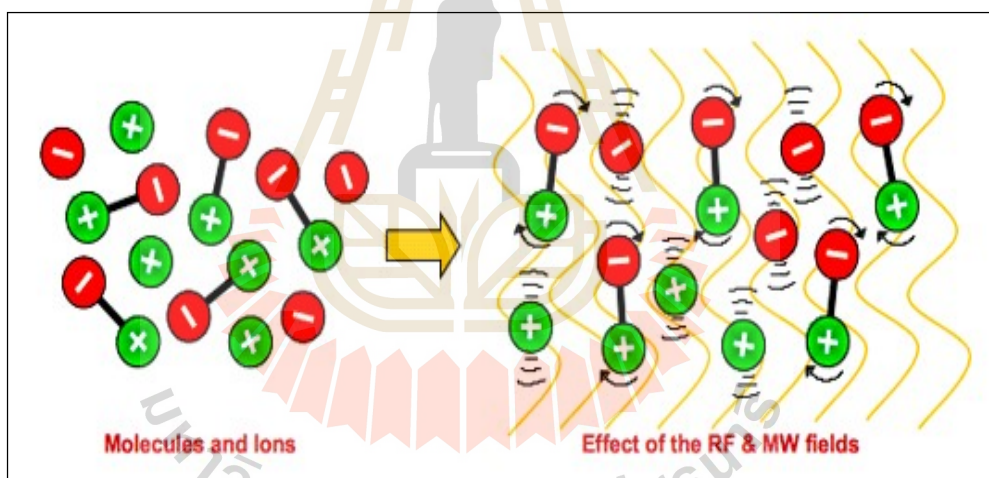 Molecules and Ions
Effect of the RF & MW fields